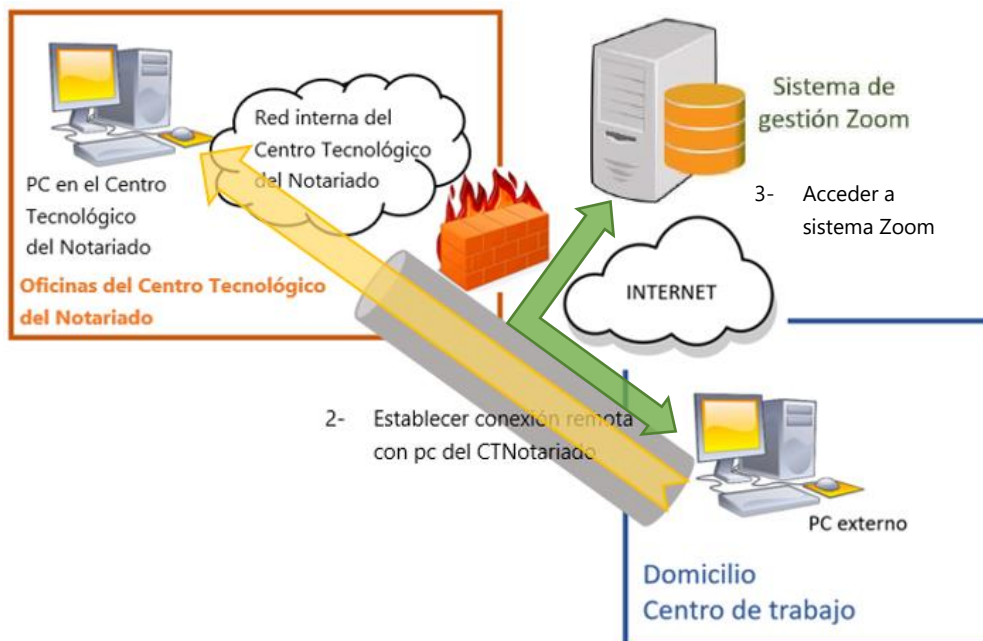 Red interna del
Centro Tecnológico
del Notariado
PC en el Centro
Tecnológico
del Notariado
Oficinas del Centro Tecnológico
del Notariado
Sistema de
gestión Zoom
3- Acceder a
sistema Zoom
INTERNET
2- Establecer conexión remota
con pc del CTNotariado
PC externo
Domicilio
Centro de trabajo